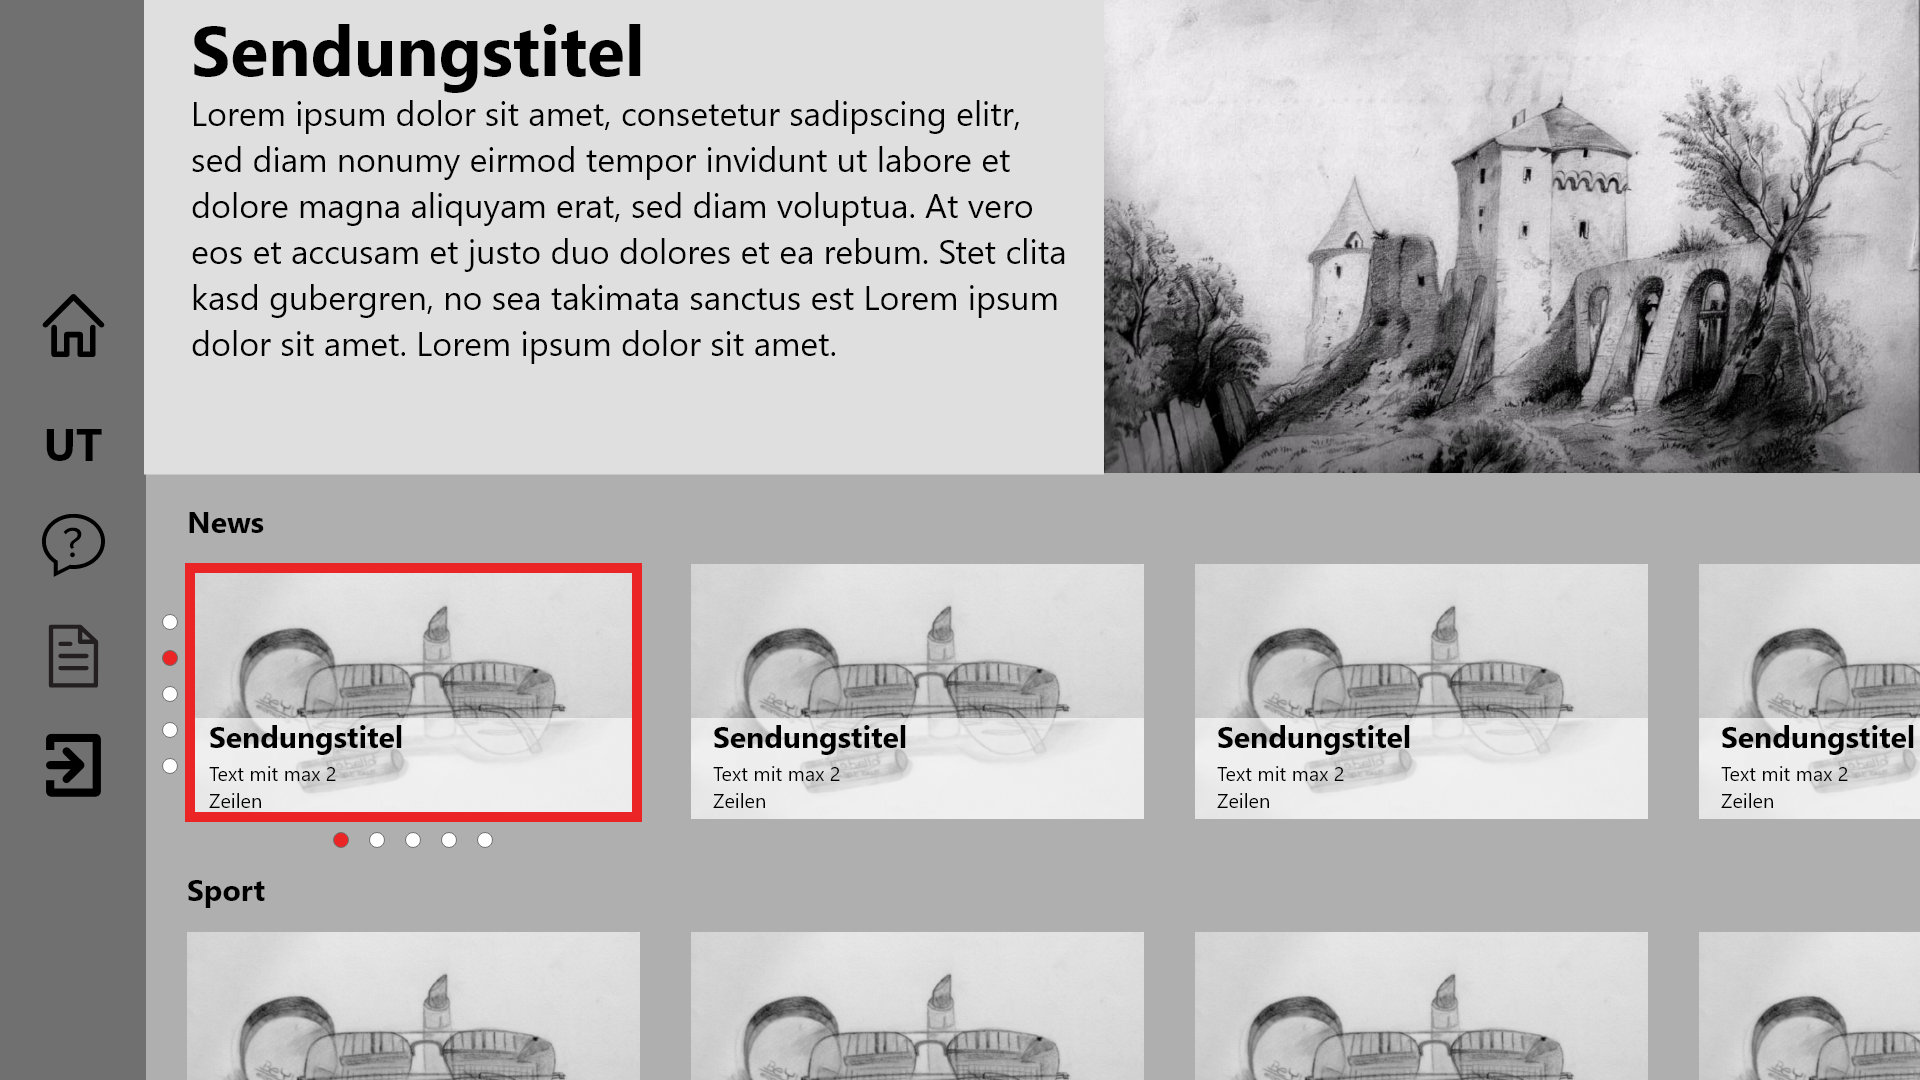 Sendungstitel
Lorem ipsum dolor sit amet, consetetur sadipscing elitr,
sed diam nonumy eirmod tempor invidunt ut labore et
dolore magna aliquyam erat, sed diam voluptua. At vero
eos et accusam et justo duo dolores et ea rebum. Stet clita
kasd gubergren, no sea takimata sanctus est Lorem ipsum
dolor sit amet. Lorem ipsum dolor sit amet.
UT
?
News
Sendungstitel
Text mit max 2
Zeilen
Sendungstitel
Text mit max 2
Zeilen
Sendungstitel
Text mit max 2
Zeilen
Sendungstitel
Text mit max 2
Zeilen
Sport